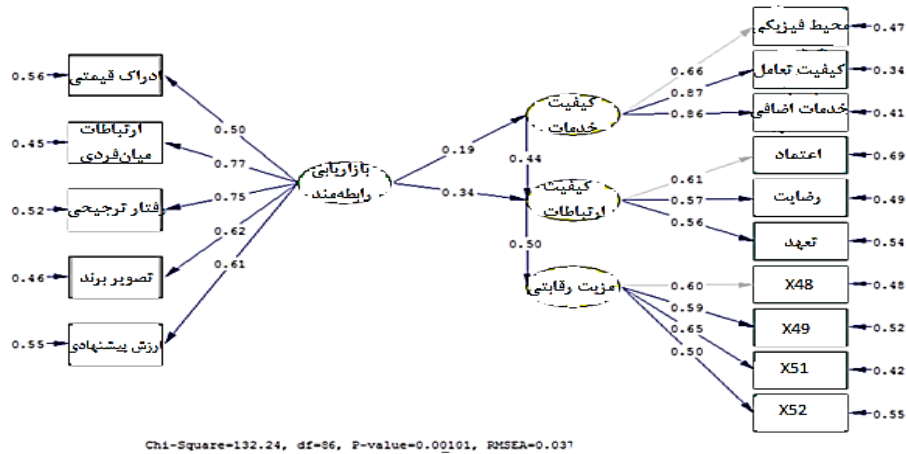 0.56
ادراک قیمتی
0.45
ارتباطات
میان‌فردی
0.52
رفتار ترجیحی
0.46
تصویر برند
0.55
ارزش پیشنهادی
0.50
0.77
0.75
0.62
0.61
بازاریابی
رابطه‌مند
0.19
0.34
کیفیت
خدمات
0.44
کیفیت
ارتباطات
0.50
مزیت رقابتی
0.66
0.87
0.86
0.61
0.57
0.56
0.60
0.59
0.65
0.50
محیط فیزیکی
0.47
کیفیت تعامل
0.34
خدمات اضافی
0.41
اعتماد
0.69
رضایت
0.49
تعهد
0.54
X48
0.48
X49
0.52
X51
0.42
X52
0.55
Chi-Square=132.24, df=86, P-value=0.00101, RMSEA=0.037